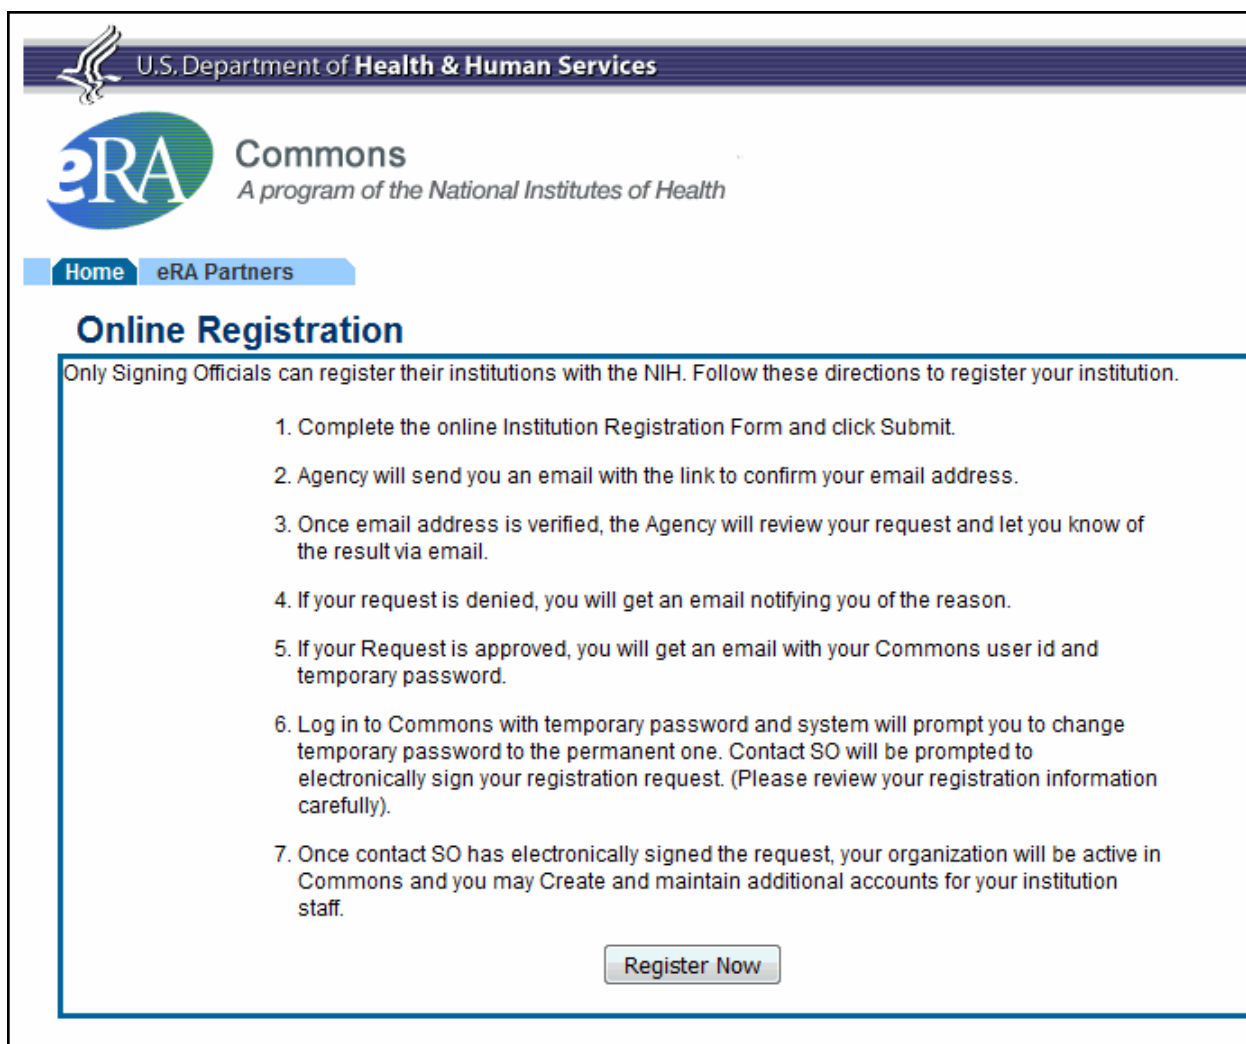 U.S. Department of Health & Human Services
eRA
Commons
A program of the National Institutes of Health
Home eRA Partners
Online Registration
Only Signing Officials can register their institutions with the NIH. Follow these directions to register your institution.
1. Complete the online Institution Registration Form and click Submit.
2. Agency will send you an email with the link to confirm your email address.
3. Once email address is verified, the Agency will review your request and let you know of
the result via email.
4. If your request is denied, you will get an email notifying you of the reason.
5. If your Request is approved, you will get an email with your Commons user id and
temporary password.
6. Log in to Commons with temporary password and system will prompt you to change
temporary password to the permanent one. Contact SO will be prompted to
electronically sign your registration request. (Please review your registration information
carefully).
7. Once contact SO has electronically signed the request, your organization will be active in
Commons and you may Create and maintain additional accounts for your institution
staff.
Register Now